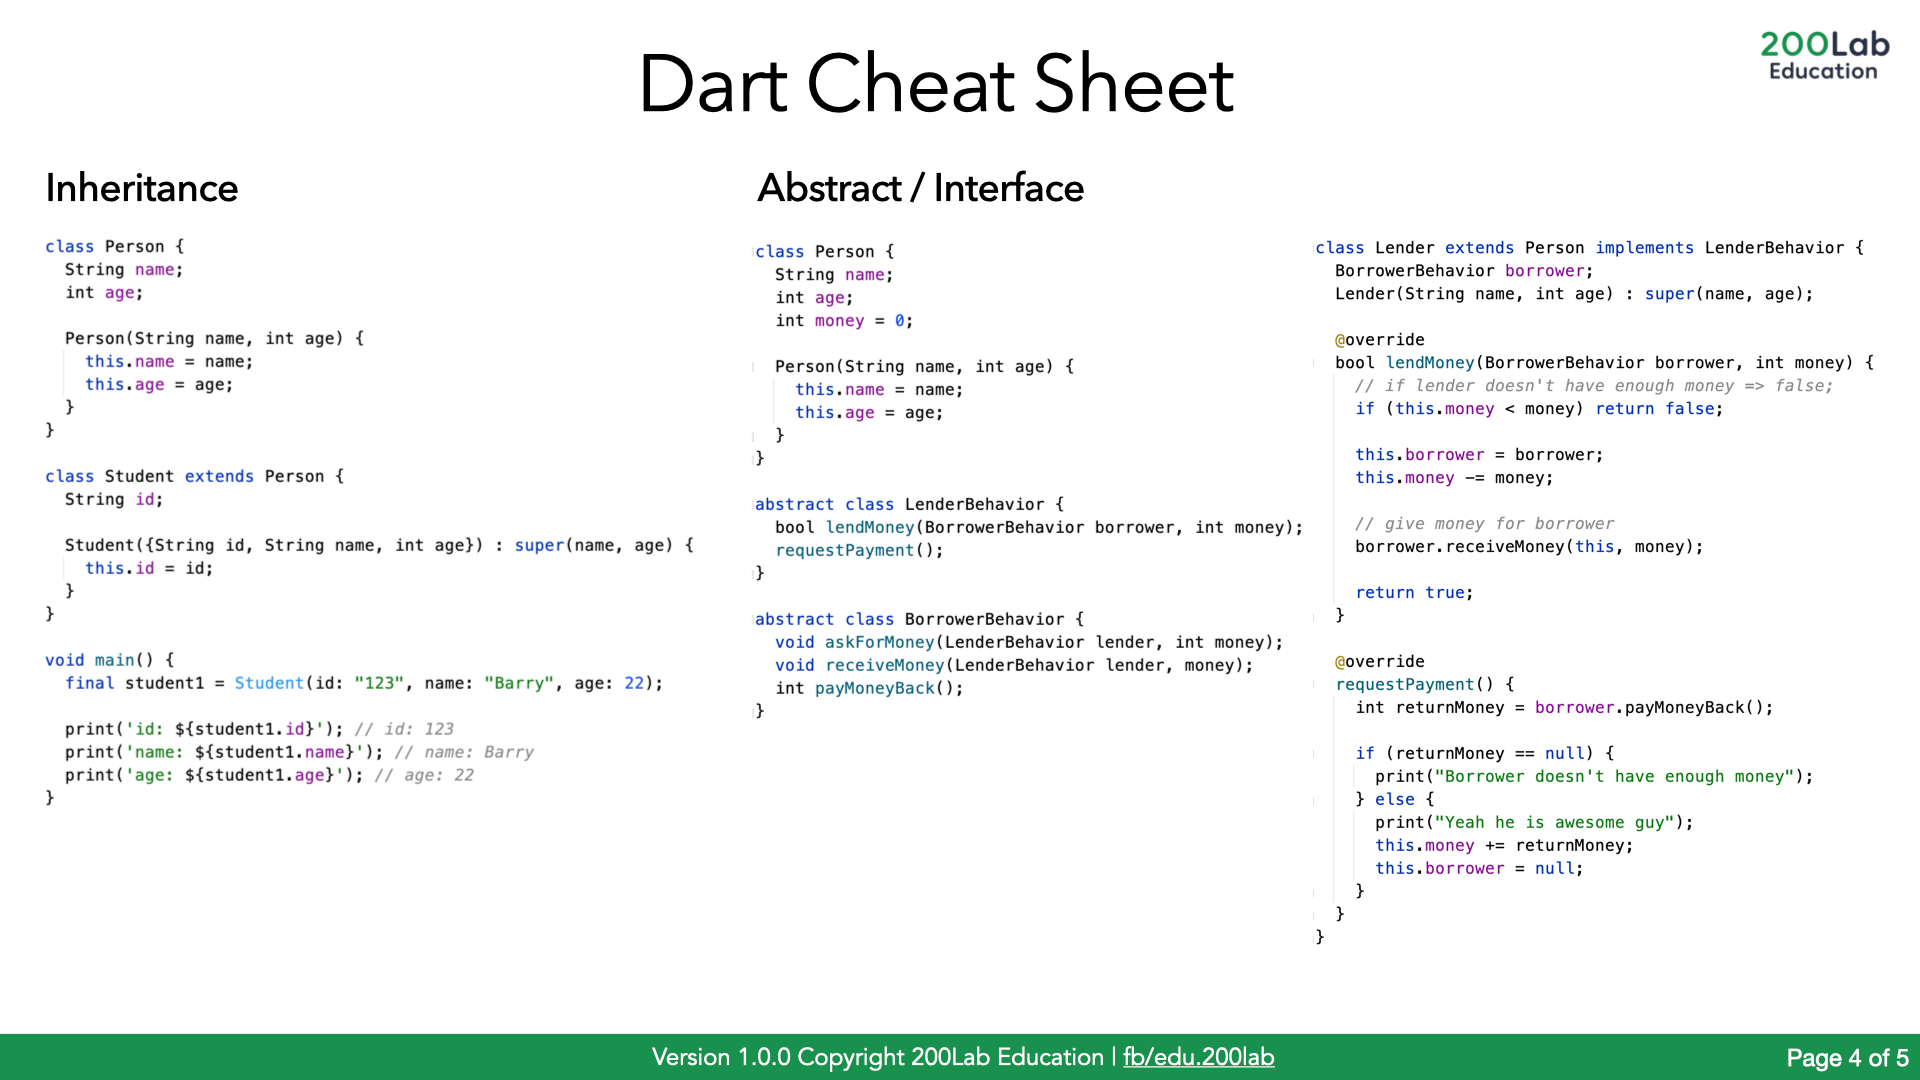 Dart Cheat Sheet
200Lab
Education
Inheritance
class Person {
  String name;
  int age;
  Person(String name, int age) {
    this.name = name;
    this.age = age;
  }
}
class Student extends Person {
  String id;
  Student({String id, String name, int age}) : super(name, age) {
    this.id = id;
  }
}
void main() {
  final student1 = Student(id: "123", name: "Barry", age: 22);
  print('id: ${student1.id}'); // id: 123
  print('name: ${student1.name}'); // name: Barry
  print('age: ${student1.age}'); // age: 22
}
Abstract / Interface
class Person {
  String name;
  int age;
  int money = 0;
  Person(String name, int age) {
    this.name = name;
    this.age = age;
  }
}
abstract class LenderBehavior {
  bool lendMoney(BorrowerBehavior borrower, int money);
  requestPayment();
}
abstract class BorrowerBehavior {
  void askForMoney(LenderBehavior lender, int money);
  void receiveMoney(LenderBehavior lender, money);
  int payMoneyBack();
}
class Lender extends Person implements LenderBehavior {
  BorrowerBehavior borrower;
  Lender(String name, int age) : super(name, age);
  @override
  bool lendMoney(BorrowerBehavior borrower, int money) {
    // if lender doesn't have enough money => false;
    if (this.money < money) return false;
    this.borrower = borrower;
    this.money -= money;
    // give money for borrower
    borrower.receiveMoney(this, money);
    return true;
  }
  @override
  requestPayment() {
    int returnMoney = borrower.payMoneyBack();
    if (returnMoney == null) {
      print("Borrower doesn't have enough money");
    } else {
      print("Yeah he is awesome guy");
      this.money += returnMoney;
      this.borrower = null;
    }
  }
}
Version 1.0.0 Copyright 200Lab Education | fb/edu.200lab
Page 4 of 5